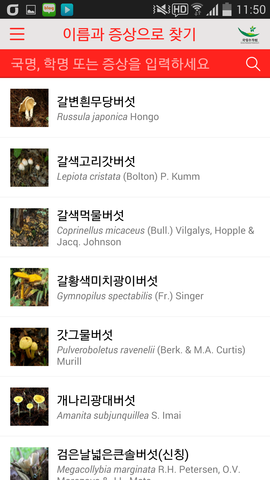 11:50
이름과 증상으로 찾기
국명, 학명 또는 증상을 입력하세요
갈변흰무당버섯
Russula japonica Hongo
갈색고리갓버섯
Lepiota cristata (Bolton) P. Kumm
갈색먹물버섯
Coprinellus micaceus (Bull.) Vilgalys, Hopple &
Jacq. Johnson
갈황색미치광이버섯
Gymnopilus spectabilis (Fr.) Singer
갓그물버섯
Pulveroboletus ravenelii (Berk. & M.A. Curtis)
Murill
개나리광대버섯
Amanita subjunquillea S. Imai
검은날넓은큰솔버섯(신칭)
Megacollybia marginata R.H. Petersen, O.V.